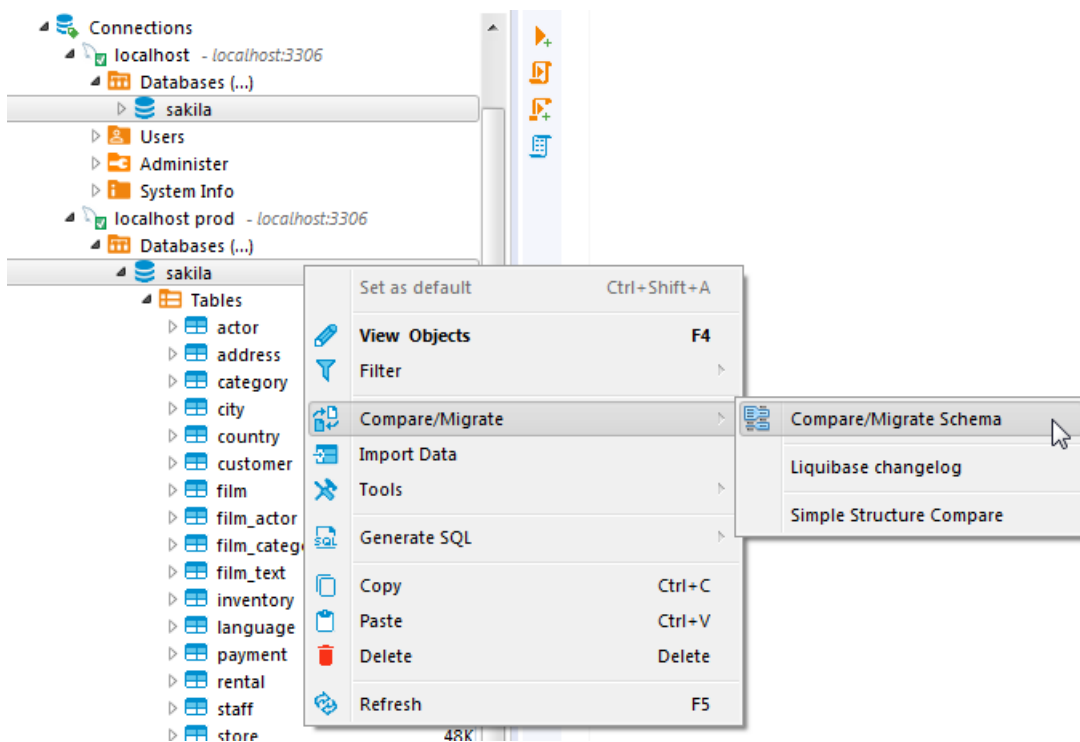 Connections
localhost - localhost:3306
Databases (...)
sakila
Users
Administer
System Info
localhost prod - localhost:3306
Databases (...)
sakila
Tables
actor
address
category
city
country
customer
film
film_actor
film_categ
film_text
inventory
language
payment
rental
staff
store 48K
Set as default Ctrl+Shift+A
View Objects F4
Filter
Compare/Migrate
Import Data
Tools
Generate SQL
Copy Ctrl+C
Paste Ctrl+V
Delete Delete
Refresh F5
Compare/Migrate Schema
Liquibase changelog
Simple Structure Compare
SQL